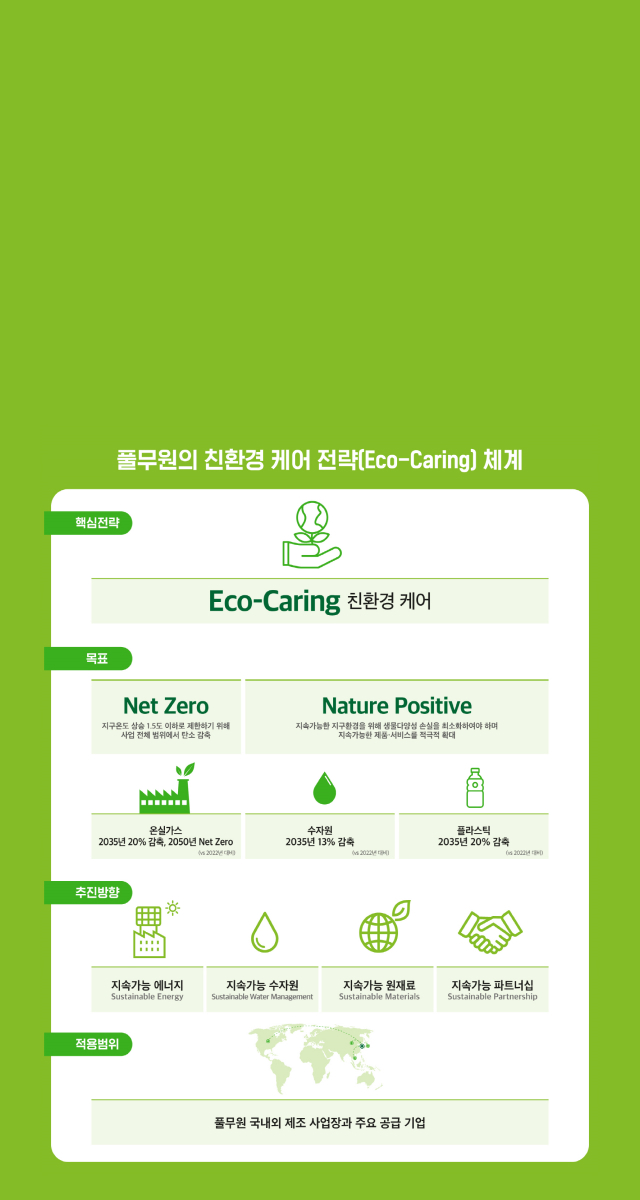 풀무원의 친환경 케어 전략(Eco-Caring) 체계
핵심전략
Eco-Caring 친환경 케어
목표
Net Zero
지구온도 상승 1.5도 이하로 제한하기 위해
사업 전체 범위에서 탄소 감축
Nature Positive
지속가능한 지구환경을 위해 생물다양성 손실을 최소화하여야 하며
지속가능한 제품·서비스를 적극적 확대
온실가스
2035년 20% 감축, 2050년 Net Zero
(vs 2022년 대비)
수자원
2035년 13% 감축
(vs 2022년 대비)
플라스틱
2035년 20% 감축
(vs 2022년 대비)
추진방향
지속가능 에너지
Sustainable Energy
지속가능 수자원
Sustainable Water Management
지속가능 원재료
Sustainable Materials
지속가능 파트너십
Sustainable Partnership
적용범위
풀무원 국내외 제조 사업장과 주요 공급 기업